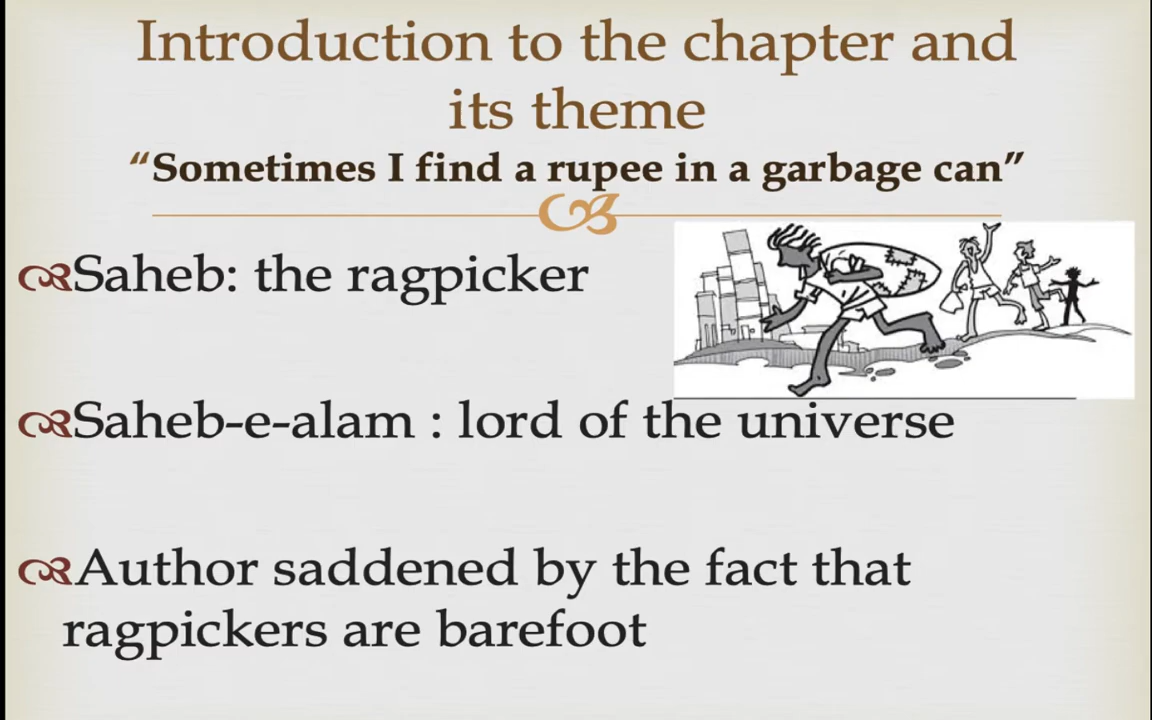 Introduction to the chapter and
its theme
“Sometimes I find a rupee in a garbage can”
Saheb: the ragpicker
Saheb-e-alam : lord of the universe
Author saddened by the fact that
ragpickers are barefoot